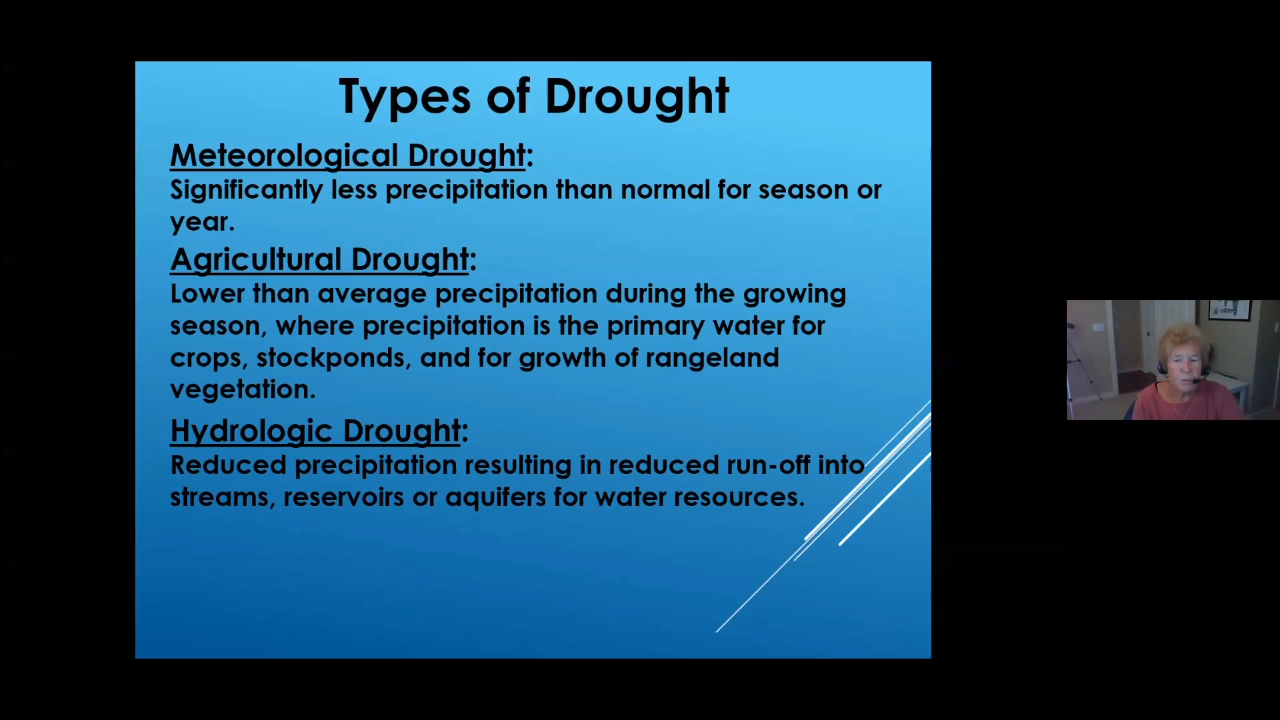 Types of Drought
Meteorological Drought:
Significantly less precipitation than normal for season or
year.
Agricultural Drought:
Lower than average precipitation during the growing
season, where precipitation is the primary water for
crops, stockponds, and for growth of rangeland
vegetation.
Hydrologic Drought:
Reduced precipitation resulting in reduced run-off into
streams, reservoirs or aquifers for water resources.